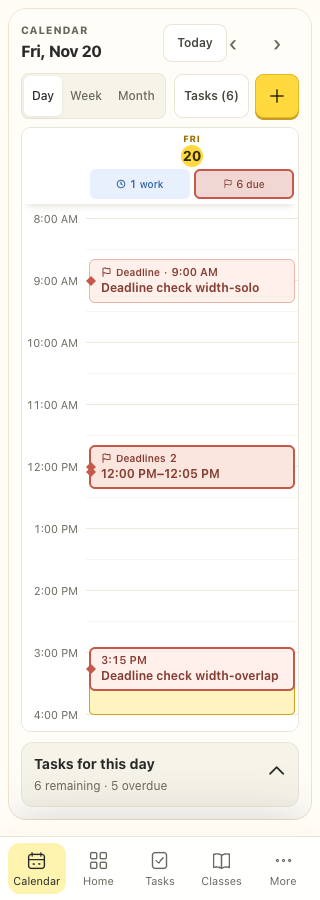 CALENDAR
Fri, Nov 20
Today
Day Week Month
Tasks (6)
FRI
20
1 work
6 due
8:00 AM
Deadline · 9:00 AM
9:00 AM
Deadline check width-solo
10:00 AM
11:00 AM
Deadlines 2
12:00 PM
12:00 PM–12:05 PM
1:00 PM
2:00 PM
3:00 PM
3:15 PM
Deadline check width-overlap
4:00 PM
Tasks for this day
6 remaining · 5 overdue
Calendar Home Tasks Classes More